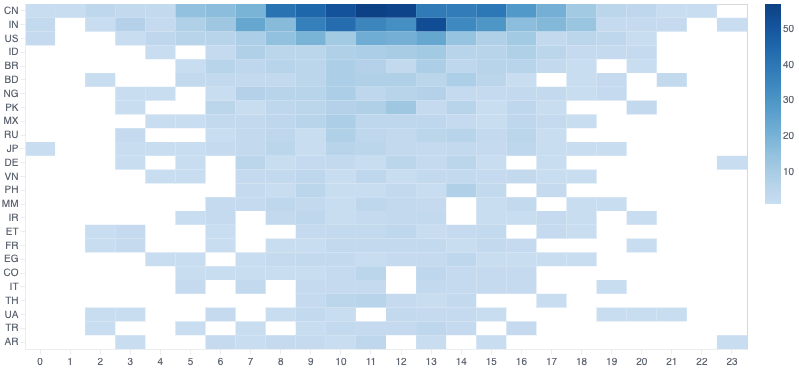 CN
IN
US
ID
BR
BD
NG
PK
MX
RU
JP
DE
VN
PH
MM
IR
ET
FR
EG
CO
IT
TH
UA
TR
AR
0 1 2 3 4 5 6 7 8 9 10 11 12 13 14 15 16 17 18 19 20 21 22 23
50
40
30
20
10